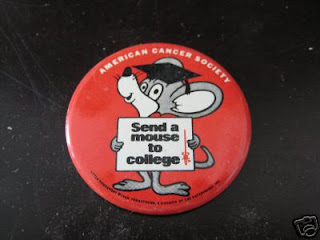 AMERICAN CANCER SOCIETY
Send a
mouse
to
college